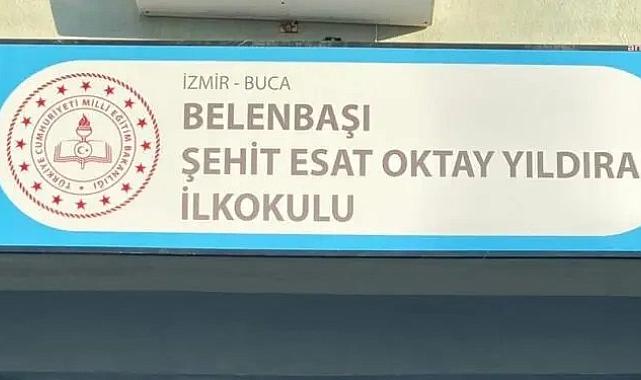 İZMİR - BUCA
BELENBAŞI
ŞEHİT ESAT OKTAY YILDIRA
İLKOKULU
TÜRKİYE CUMHURİYETİ MİLLİ EĞİTİM BAKANLIĞI